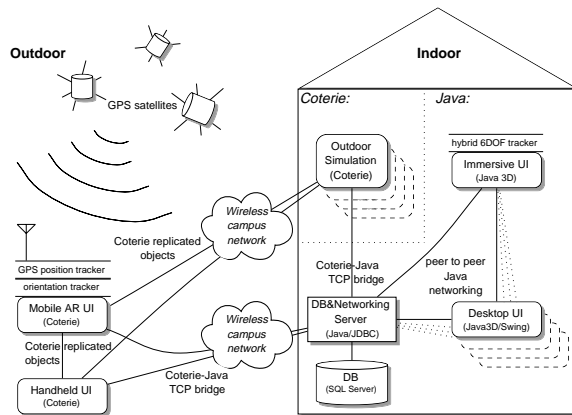 Outdoor
GPS satellites
Indoor
Coterie:
Java:
hybrid 6DOF tracker
Outdoor
Simulation
(Coterie)
Immersive UI
(Java 3D)
Wireless
campus
network
Coterie replicated
objects
GPS position tracker
orientation tracker
Mobile AR UI
(Coterie)
Coterie replicated
objects
Handheld UI
(Coterie)
Wireless
campus
network
Coterie-Java
TCP bridge
Coterie-Java
TCP bridge
peer to peer
Java
networking
DB&Networking
Server
(Java/JDBC)
Desktop UI
(Java3D/Swing)
DB
(SQL Server)